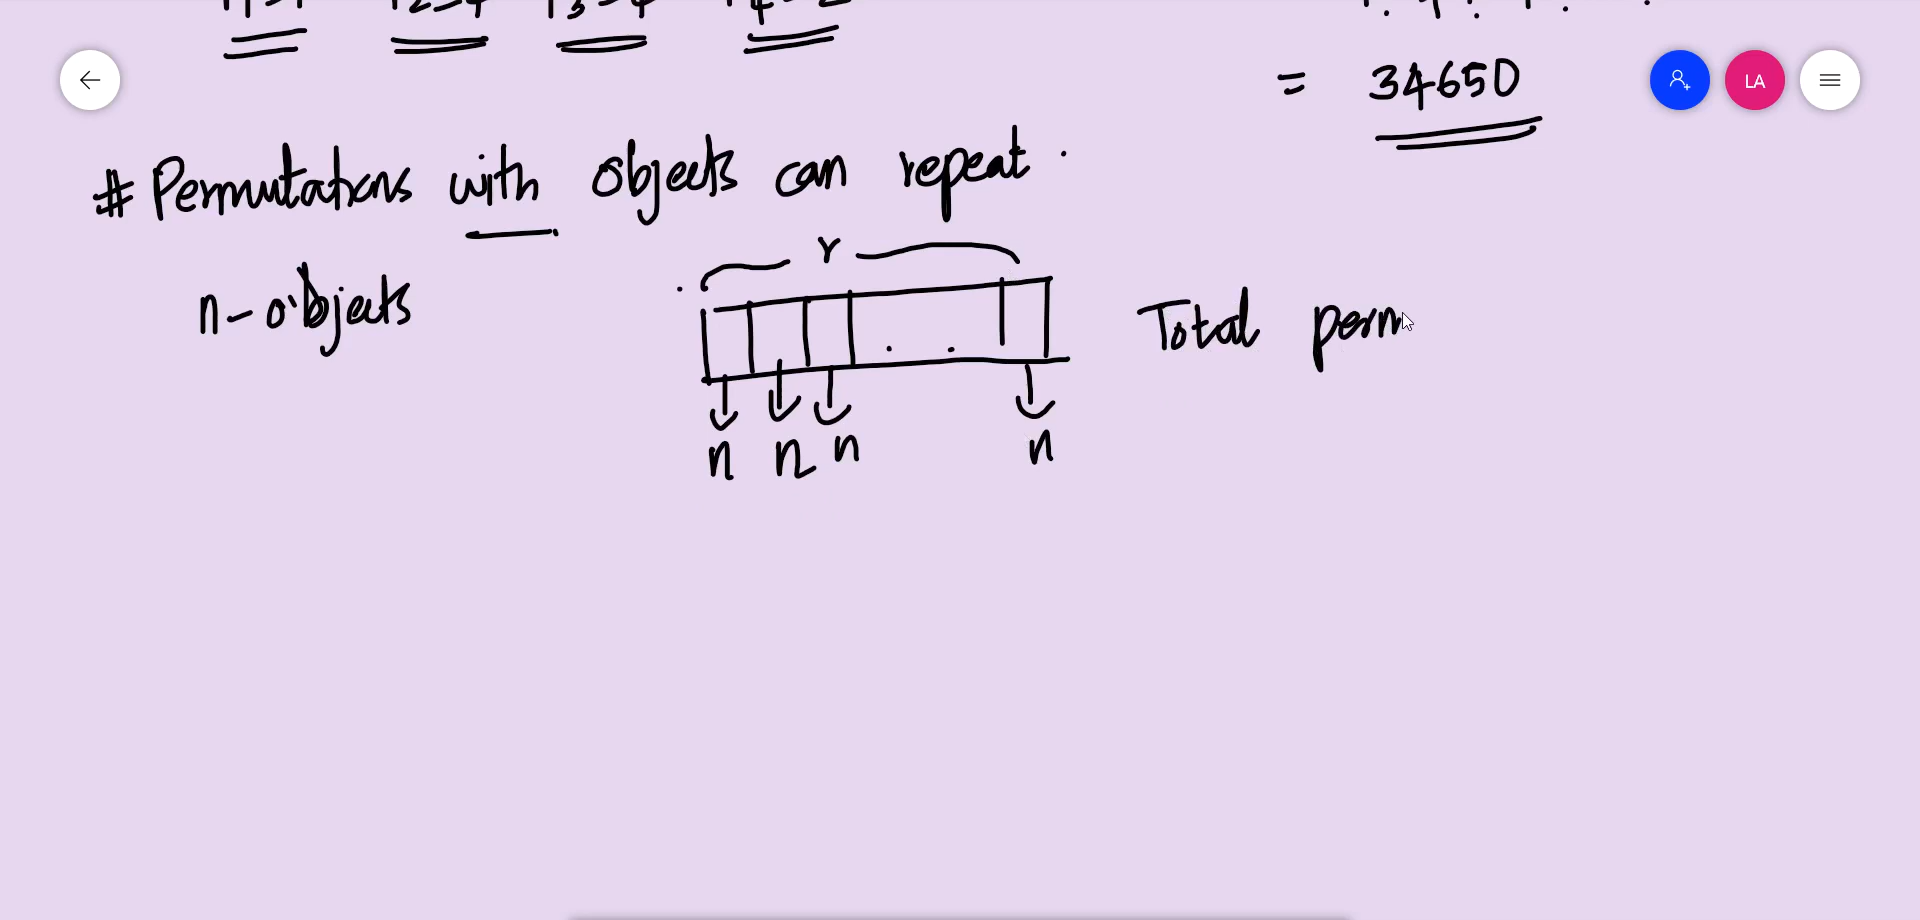 = 34650
LA
# Permutations with objects can repeat.
r
n-objects
Total perm
n n n n